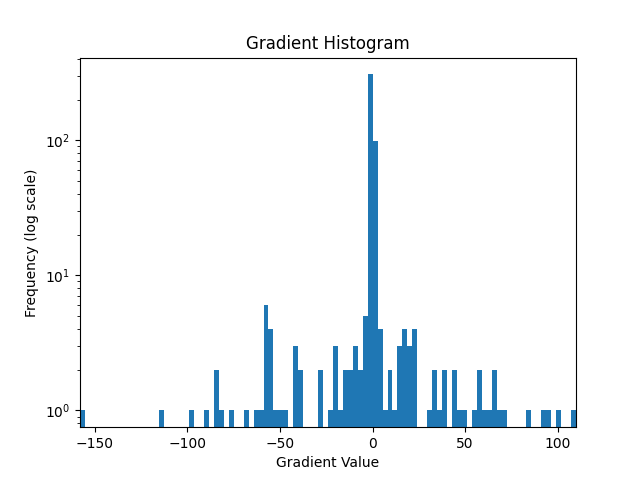 Gradient Histogram
Frequency (log scale)
10²
10¹
10⁰
−150 −100 −50 0 50 100
Gradient Value